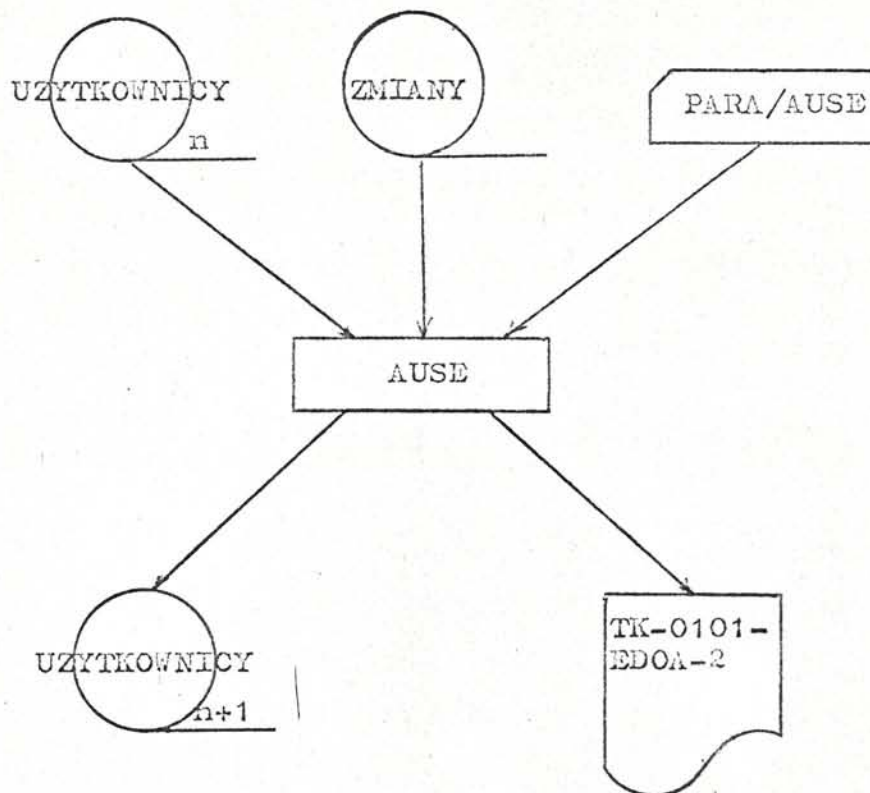 UZYTKOWNICY
n
ZMIANY
PARA/AUSE
AUSE
UZYTKOWNICY
n+1
TK-0101-
EDOA-2